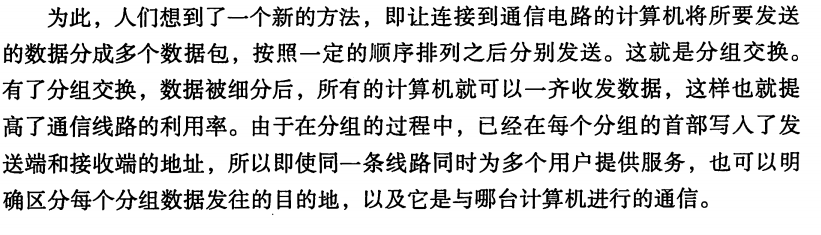 为此，人们想到了一个新的方法，即让连接到通信电路的计算机将所要发送
的数据分成多个数据包，按照一定的顺序排列之后分别发送。这就是分组交换。
有了分组交换，数据被细分后，所有的计算机就可以一齐收发数据，这样也就提
高了通信线路的利用率。由于在分组的过程中，已经在每个分组的首部写入了发
送端和接收端的地址，所以即使同一条线路同时为多个用户提供服务，也可以明
确区分每个分组数据发往的目的地，以及它是与哪台计算机进行的通信。